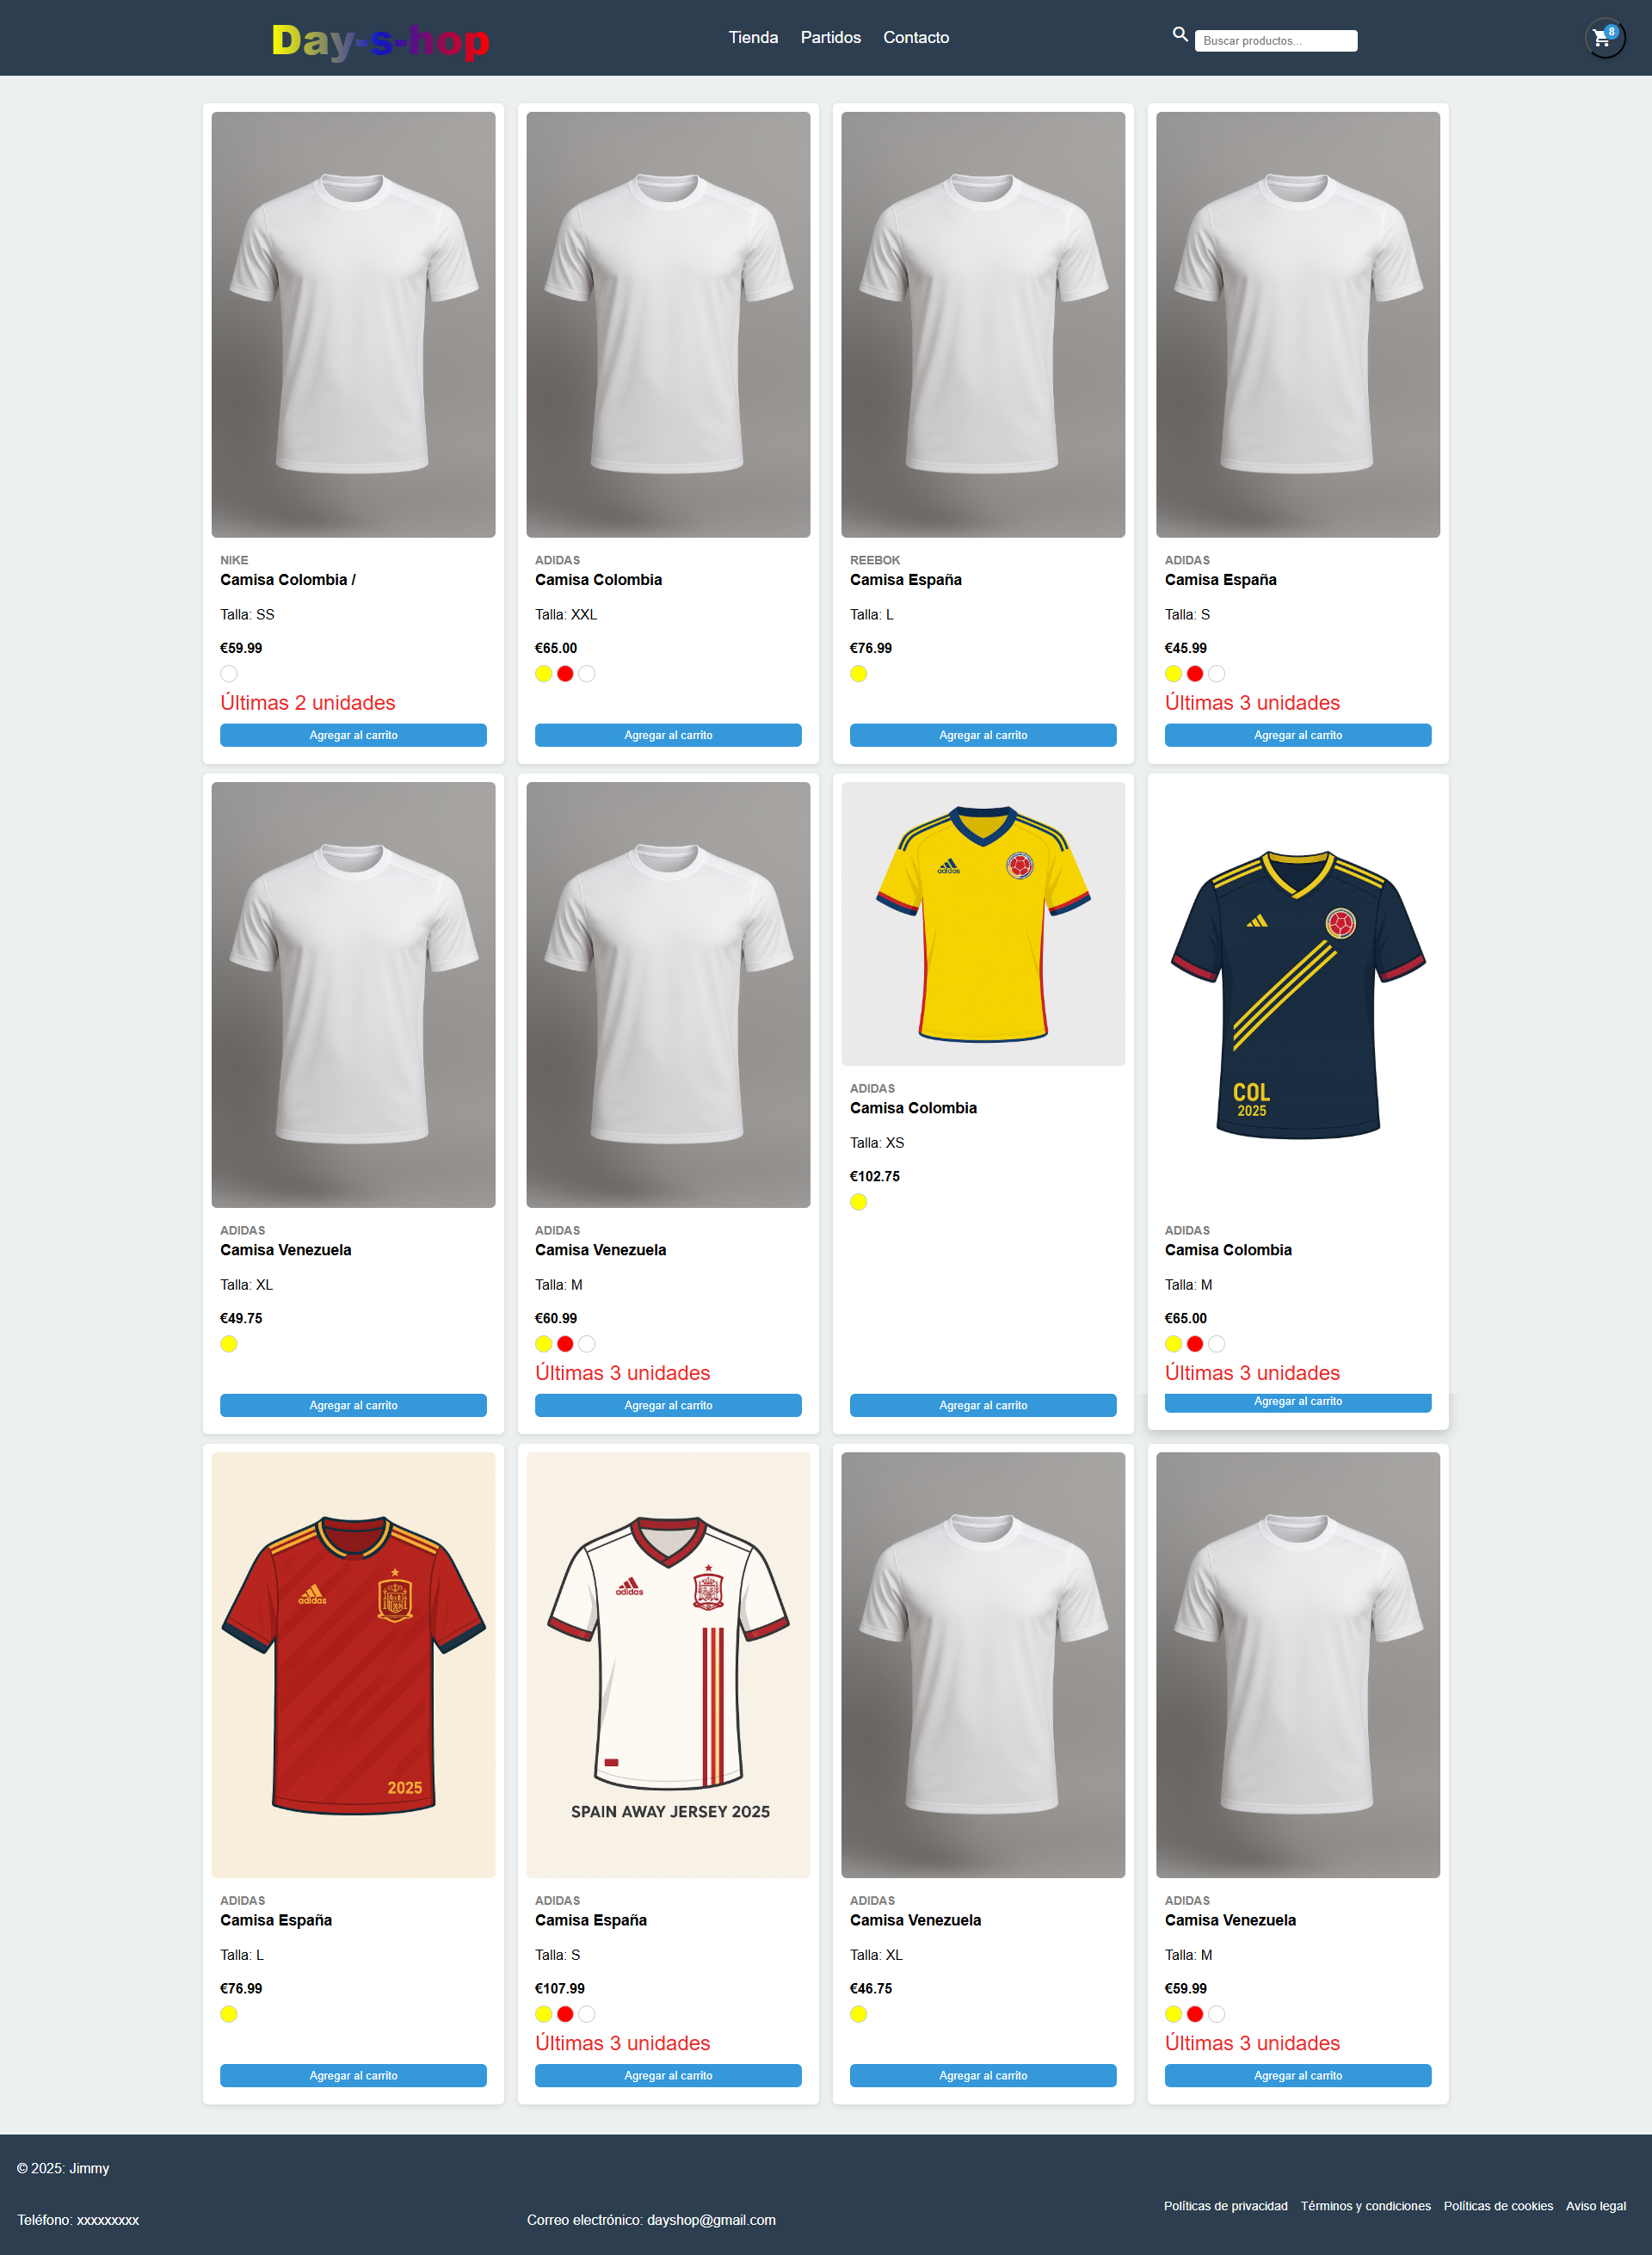 Day-s-hop
Tienda Partidos Contacto
Buscar productos...
8
NIKE
Camisa Colombia /
Talla: SS
€59.99
Últimas 2 unidades
Agregar al carrito
ADIDAS
Camisa Colombia
Talla: XXL
€65.00
Agregar al carrito
REEBOK
Camisa España
Talla: L
€76.99
Agregar al carrito
ADIDAS
Camisa España
Talla: S
€45.99
Últimas 3 unidades
Agregar al carrito
ADIDAS
Camisa Venezuela
Talla: XL
€49.75
Agregar al carrito
ADIDAS
Camisa Venezuela
Talla: M
€60.99
Últimas 3 unidades
Agregar al carrito
adidas
ADIDAS
Camisa Colombia
Talla: XS
€102.75
Agregar al carrito
COL
2025
ADIDAS
Camisa Colombia
Talla: M
€65.00
Últimas 3 unidades
Agregar al carrito
adidas
2025
ADIDAS
Camisa España
Talla: L
€76.99
Agregar al carrito
adidas
SPAIN AWAY JERSEY 2025
ADIDAS
Camisa España
Talla: S
€107.99
Últimas 3 unidades
Agregar al carrito
ADIDAS
Camisa Venezuela
Talla: XL
€46.75
Agregar al carrito
ADIDAS
Camisa Venezuela
Talla: M
€59.99
Últimas 3 unidades
Agregar al carrito
© 2025: Jimmy
Teléfono: xxxxxxxxx
Correo electrónico: dayshop@gmail.com
Políticas de privacidad Términos y condiciones Políticas de cookies Aviso legal